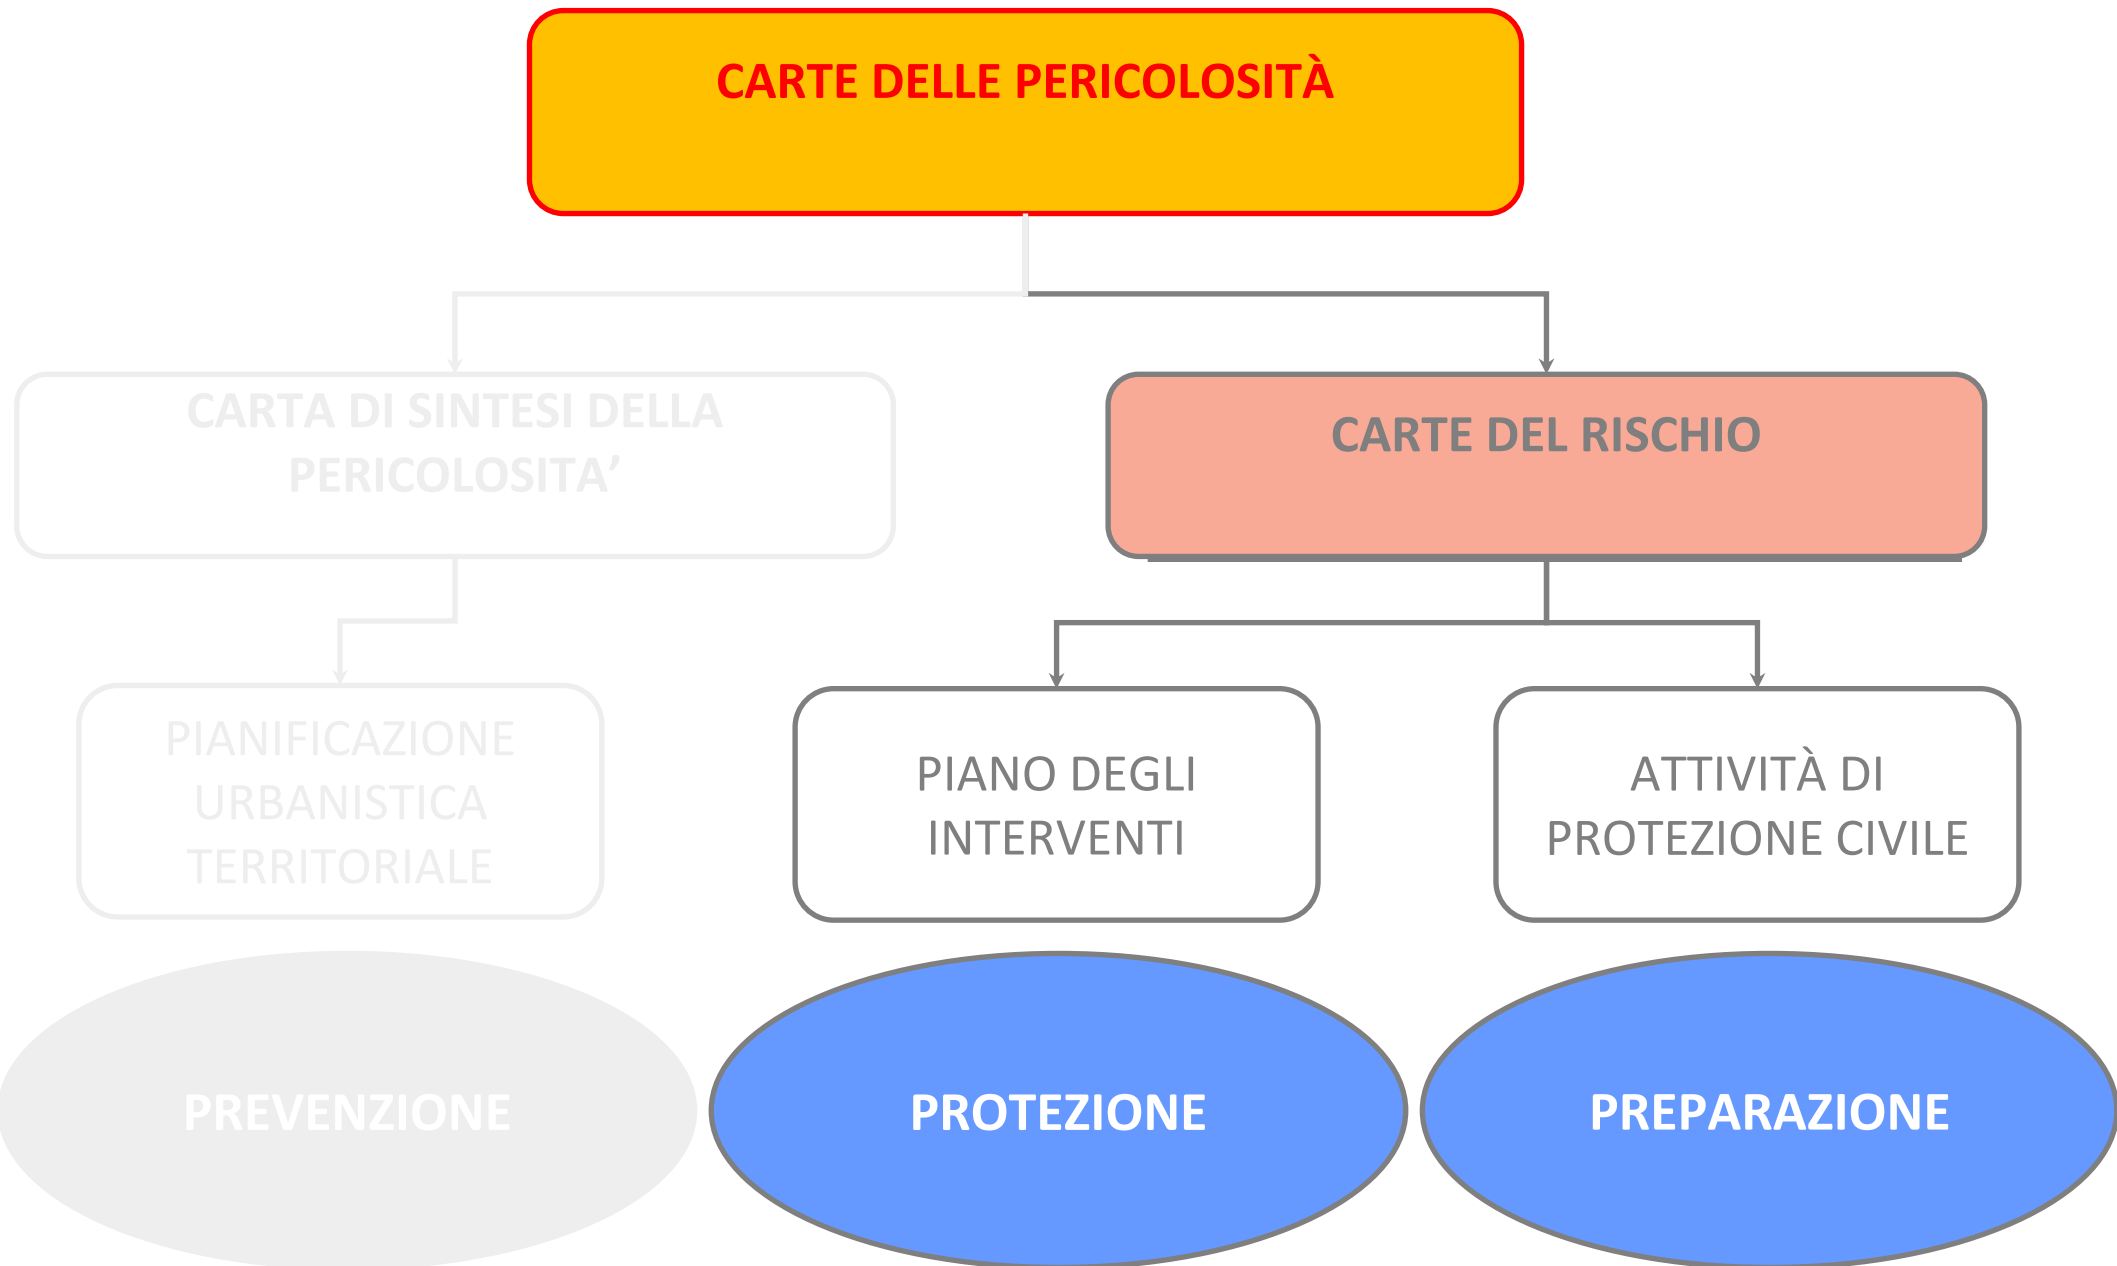 CARTE DELLE PERICOLOSITÀ
CARTA DI SINTESI DELLA
PERICOLOSITA’
CARTE DEL RISCHIO
PIANIFICAZIONE
URBANISTICA
TERRITORIALE
PIANO DEGLI
INTERVENTI
ATTIVITÀ DI
PROTEZIONE CIVILE
PREVENZIONE
PROTEZIONE
PREPARAZIONE